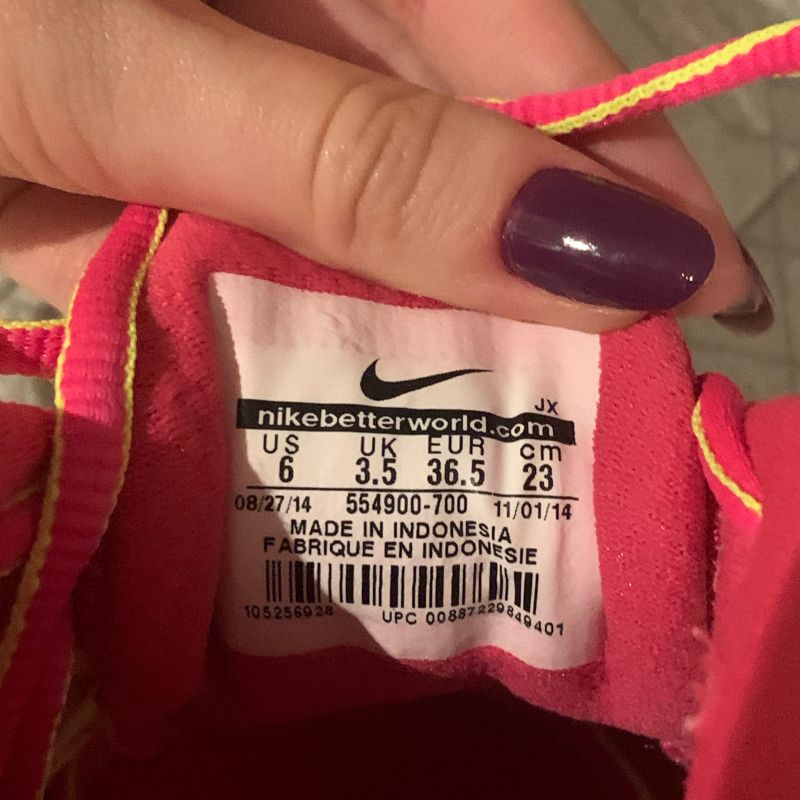 JX
nikebetterworld.com
US UK EUR cm
6 3.5 36.5 23
08/27/14 554900-700 11/01/14
MADE IN INDONESIA
FABRIQUE EN INDONESIE
105256928 UPC 00887229849401